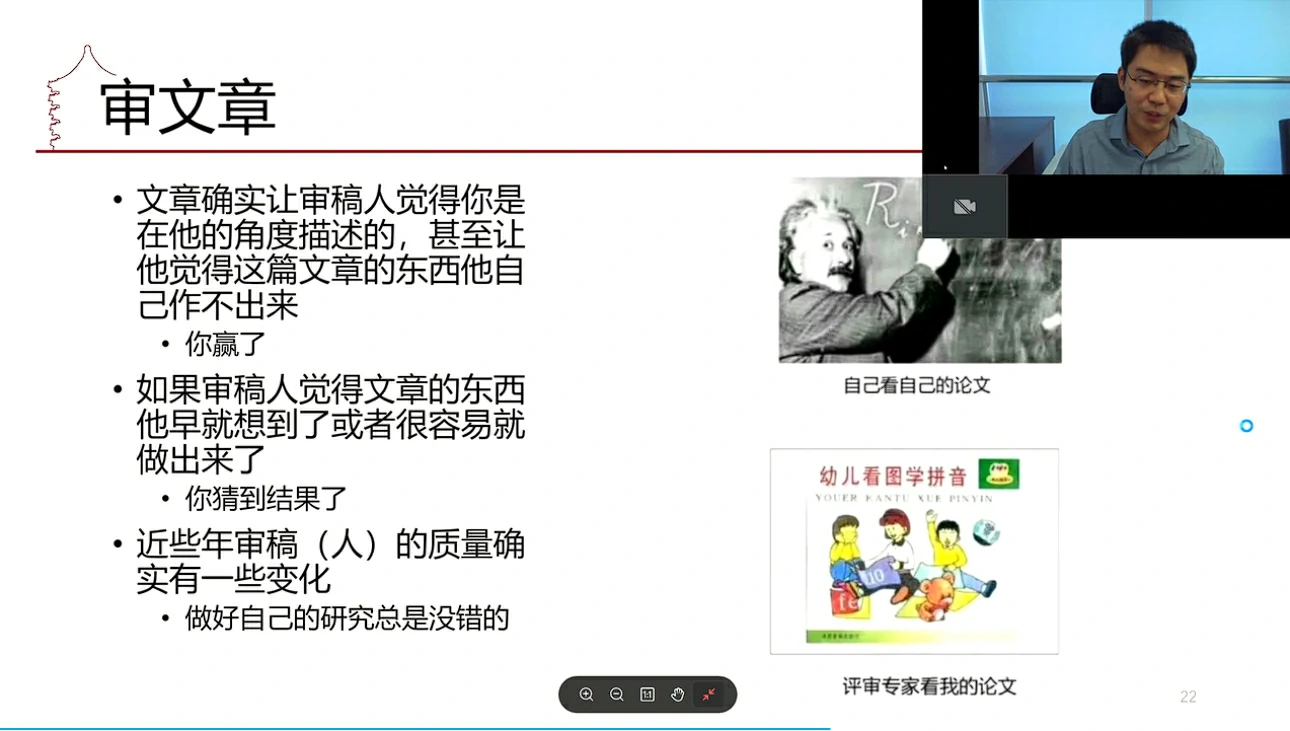 审文章
• 文章确实让审稿人觉得你是
在他的角度描述的，甚至让
他觉得这篇文章的东西他自
己作不出来
• 你赢了
• 如果审稿人觉得文章的东西
他早就想到了或者很容易就
做出来了
• 你猜到结果了
• 近些年审稿（人）的质量确
实有一些变化
• 做好自己的研究总是没错的
自己看自己的论文
幼儿看图学拼音
YOUER KANTU XUE PINYIN
10
评审专家看我的论文
1:1
22